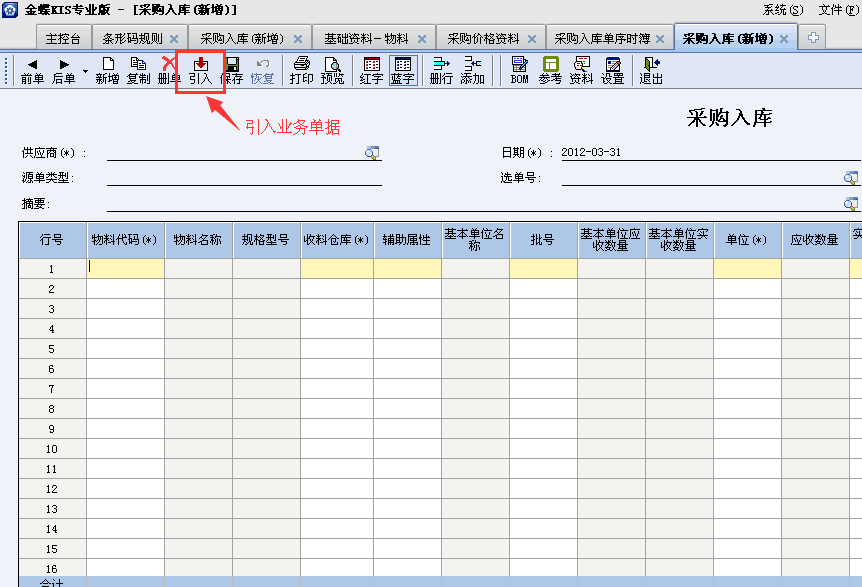 金蝶KIS专业版 - [采购入库(新增)]
系统(S) 文件(F)
主控台 条形码规则 采购入库(新增) 基础资料-物料 采购价格资料 采购入库单序时簿 采购入库(新增)
前单 后单 新增 复制 删单 引入 保存 恢复 打印 预览 红字 蓝字 删行 添加 BOM 参考 资料 设置 退出
引入业务单据
采购入库
供应商(*) : 日期(*) : 2012-03-31
源单类型: 选单号:
摘要:
行号 物料代码(*) 物料名称 规格型号 收料仓库(*) 辅助属性 基本单位名称 批号 基本单位应收数量 基本单位实收数量 单位(*) 应收数量 实
1
2
3
4
5
6
7
8
9
10
11
12
13
14
15
16
合计